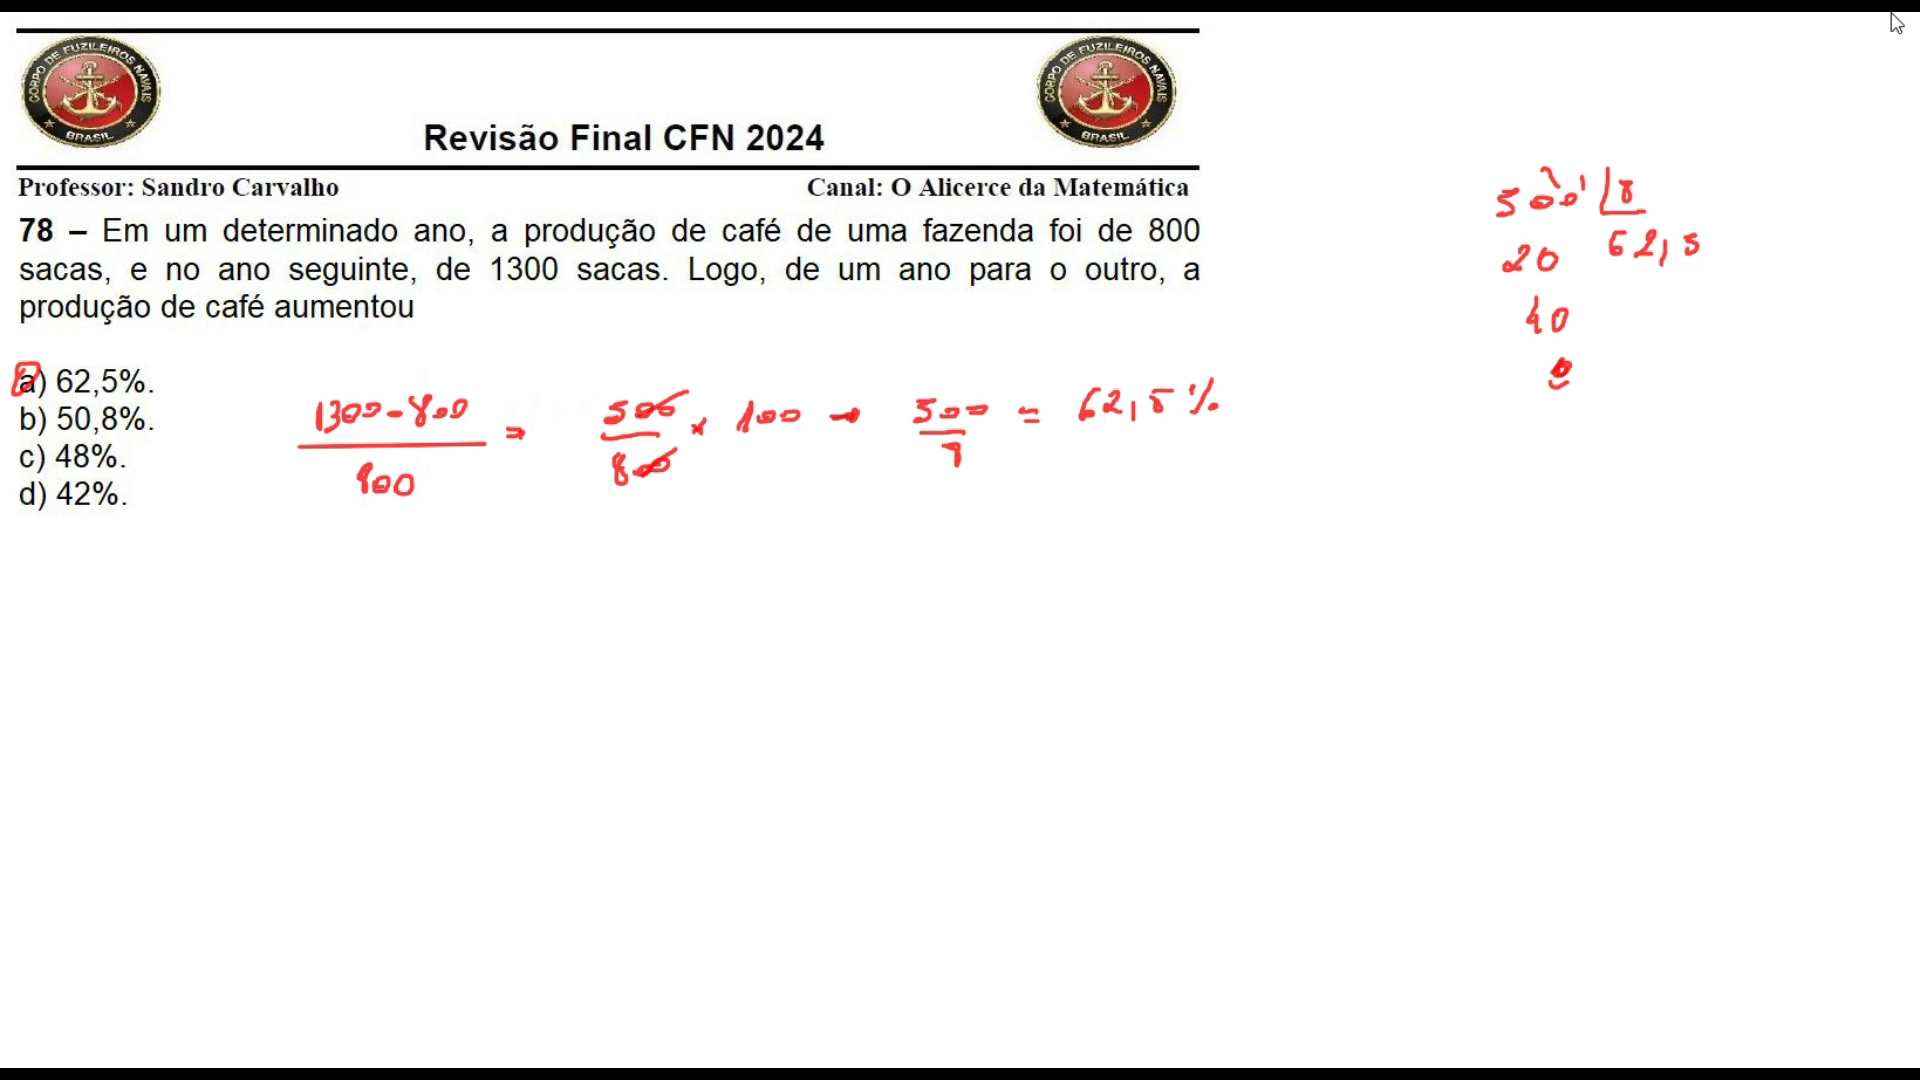 CORPO DE FUZILEIROS NAVAIS
BRASIL
CORPO DE FUZILEIROS NAVAIS
BRASIL
Revisão Final CFN 2024
Professor: Sandro Carvalho
Canal: O Alicerce da Matemática
78 – Em um determinado ano, a produção de café de uma fazenda foi de 800
sacas, e no ano seguinte, de 1300 sacas. Logo, de um ano para o outro, a
produção de café aumentou
a) 62,5%.
b) 50,8%.
c) 48%.
d) 42%.
1300-800
800
=
500
800
× 100 →
500
8
= 62,5 %
500 8
20 62,5
40
0